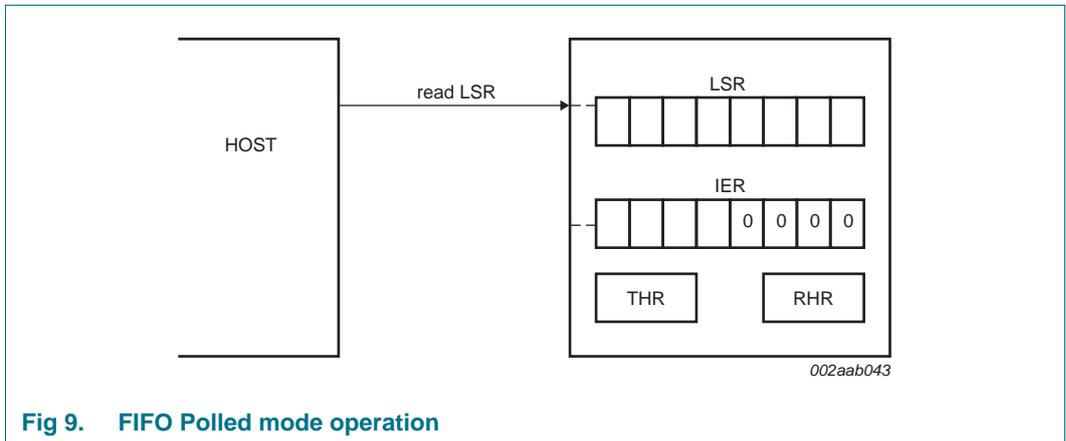 read LSR
LSR
HOST
IER
0 0 0 0
THR RHR
002aab043
Fig 9. FIFO Polled mode operation